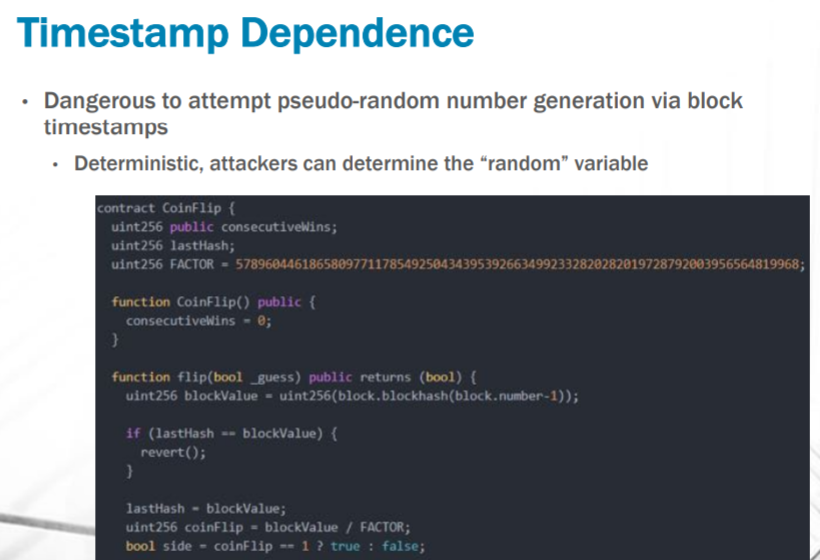 Timestamp Dependence
• Dangerous to attempt pseudo-random number generation via block
timestamps
• Deterministic, attackers can determine the “random” variable
contract CoinFlip {
uint256 public consecutiveWins;
uint256 lastHash;
uint256 FACTOR = 57896044618658097711785492504343953926634992332820282019728792003956564819968;
function CoinFlip() public {
consecutiveWins = 0;
}
function flip(bool _guess) public returns (bool) {
uint256 blockValue = uint256(block.blockhash(block.number-1));
if (lastHash == blockValue) {
revert();
}
lastHash = blockValue;
uint256 coinFlip = blockValue / FACTOR;
bool side = coinFlip == 1 ? true : false;